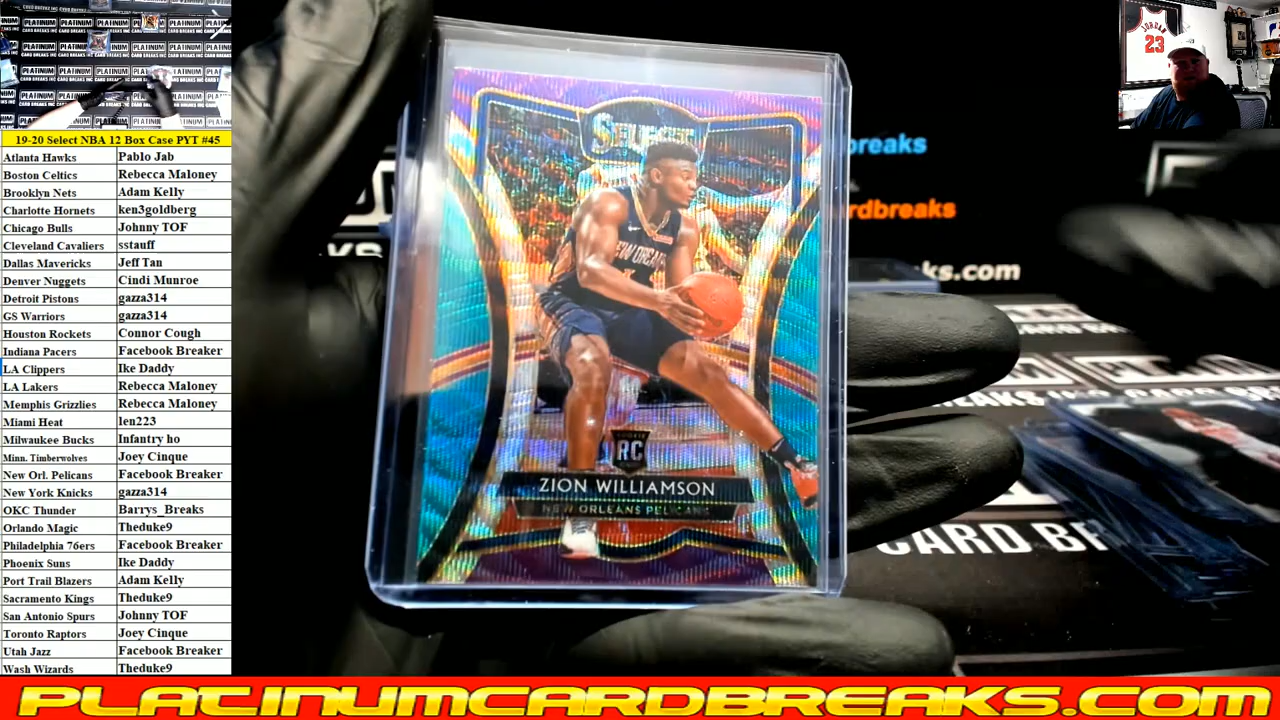 19-20 Select NBA 12 Box Case PYT #45
Atlanta Hawks Pablo Jab
Boston Celtics Rebecca Maloney
Brooklyn Nets Adam Kelly
Charlotte Hornets ken3goldberg
Chicago Bulls Johnny TOF
Cleveland Cavaliers sstauff
Dallas Mavericks Jeff Tan
Denver Nuggets Cindi Munroe
Detroit Pistons gazza314
GS Warriors gazza314
Houston Rockets Connor Cough
Indiana Pacers Facebook Breaker
LA Clippers Ike Daddy
LA Lakers Rebecca Maloney
Memphis Grizzlies Rebecca Maloney
Miami Heat len223
Milwaukee Bucks Infantry ho
Minn. Timberwolves Joey Cinque
New Orl. Pelicans Facebook Breaker
New York Knicks gazza314
OKC Thunder Barrys_Breaks
Orlando Magic Theduke9
Philadelphia 76ers Facebook Breaker
Phoenix Suns Ike Daddy
Port Trail Blazers Adam Kelly
Sacramento Kings Theduke9
San Antonio Spurs Johnny TOF
Toronto Raptors Joey Cinque
Utah Jazz Facebook Breaker
Wash Wizards Theduke9
SELECT
NEW ORLEANS
RC
ZION WILLIAMSON
NEW ORLEANS PELICANS
JORDAN
23
breaks
rdbreaks
ks.com
CARD BR
PLATINUMCARDBREAKS.COM